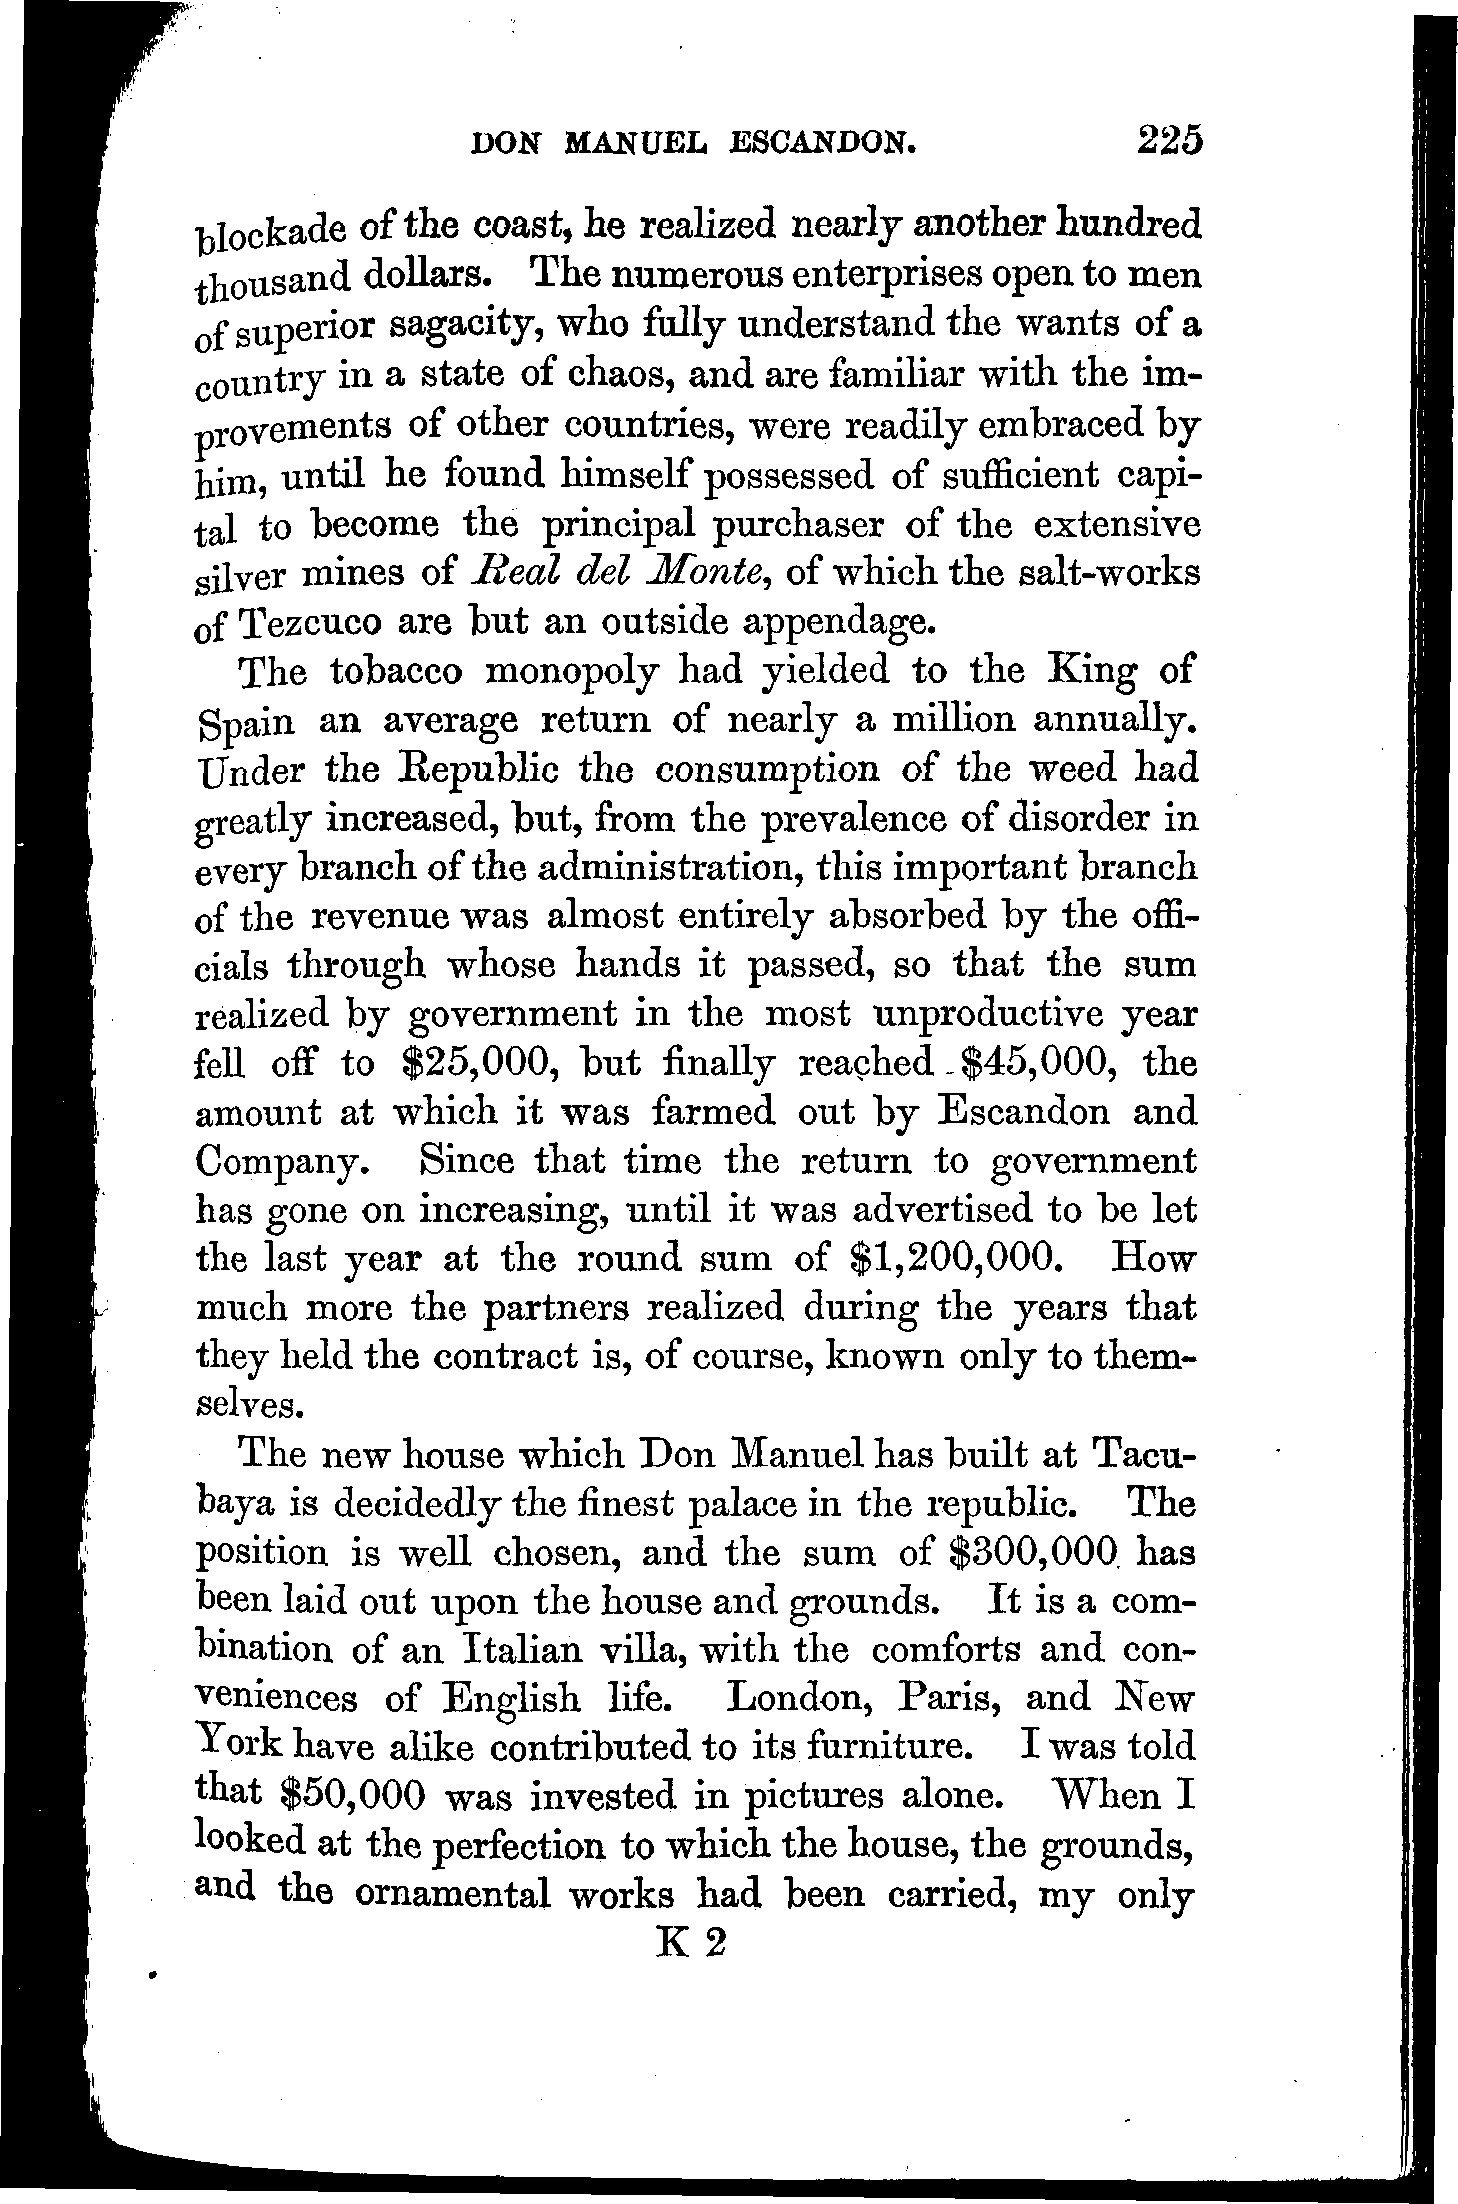 DON MANUEL ESCANDON. 225
blockade of the coast, he realized nearly another hundred
thousand dollars. The numerous enterprises open to men
of superior sagacity, who fully understand the wants of a
country in a state of chaos, and are familiar with the im-
provements of other countries, were readily embraced by
him, until he found himself possessed of sufficient capi-
tal to become the principal purchaser of the extensive
silver mines of Real del Monte, of which the salt-works
of Tezcuco are but an outside appendage.
The tobacco monopoly had yielded to the King of
Spain an average return of nearly a million annually.
Under the Republic the consumption of the weed had
greatly increased, but, from the prevalence of disorder in
every branch of the administration, this important branch
of the revenue was almost entirely absorbed by the offi-
cials through whose hands it passed, so that the sum
realized by government in the most unproductive year
fell off to $25,000, but finally reached $45,000, the
amount at which it was farmed out by Escandon and
Company. Since that time the return to government
has gone on increasing, until it was advertised to be let
the last year at the round sum of $1,200,000. How
much more the partners realized during the years that
they held the contract is, of course, known only to them-
selves.
The new house which Don Manuel has built at Tacu-
baya is decidedly the finest palace in the republic. The
position is well chosen, and the sum of $300,000 has
been laid out upon the house and grounds. It is a com-
bination of an Italian villa, with the comforts and con-
veniences of English life. London, Paris, and New
York have alike contributed to its furniture. I was told
that $50,000 was invested in pictures alone. When I
looked at the perfection to which the house, the grounds,
and the ornamental works had been carried, my only
K 2